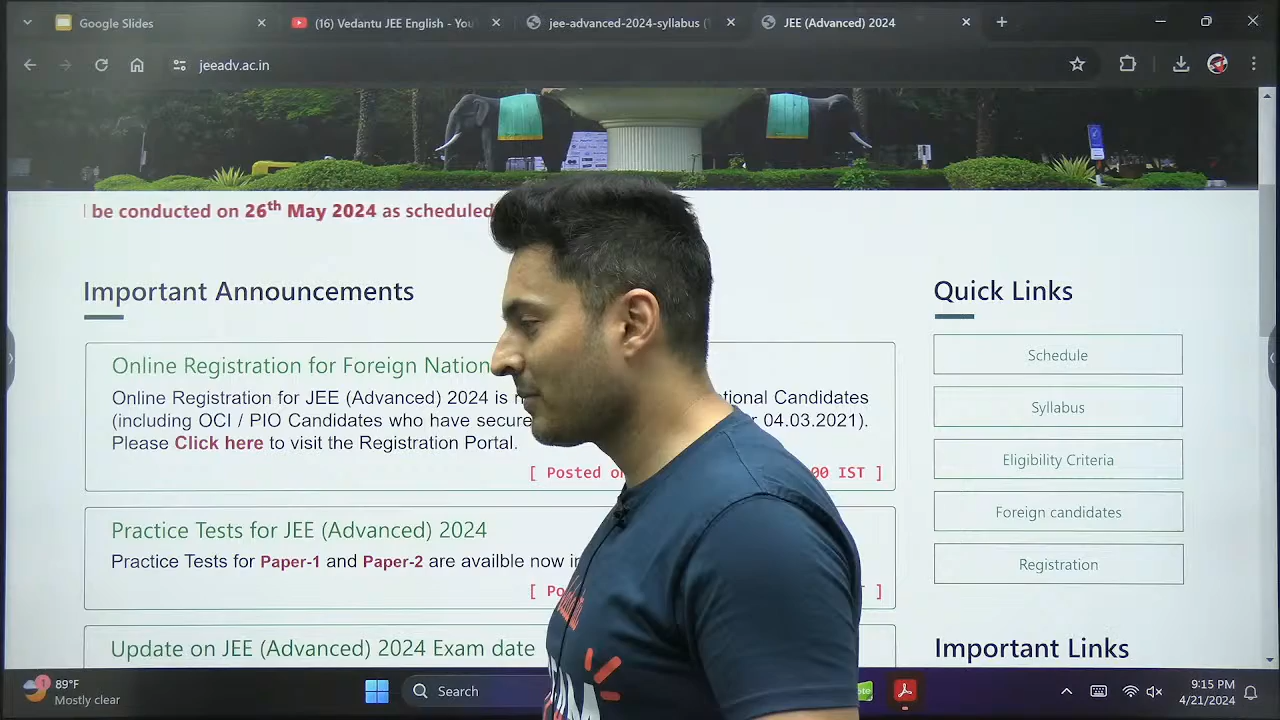 Google Slides
(16) Vedantu JEE English - You
jee-advanced-2024-syllabus (
JEE (Advanced) 2024
jeeadv.ac.in
be conducted on 26th May 2024 as scheduled
Important Announcements
Quick Links
Online Registration for Foreign Nation
Schedule
Online Registration for JEE (Advanced) 2024 is tional Candidates
(including OCI / PIO Candidates who have secure 04.03.2021).
Syllabus
Please Click here to visit the Registration Portal.
Eligibility Criteria
[ Posted 00 IST ]
Foreign candidates
Practice Tests for JEE (Advanced) 2024
Practice Tests for Paper-1 and Paper-2 are availble now in
Registration
[ Po ]
Update on JEE (Advanced) 2024 Exam date
Important Links
1
89°F
Mostly clear
Search
9:15 PM
4/21/2024